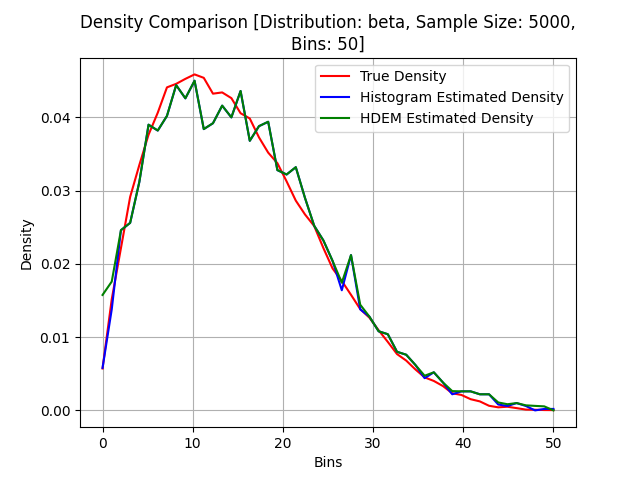 Density Comparison [Distribution: beta, Sample Size: 5000,
Bins: 50]
True Density
Histogram Estimated Density
HDEM Estimated Density
Density
0.04
0.03
0.02
0.01
0.00
0 10 20 30 40 50
Bins